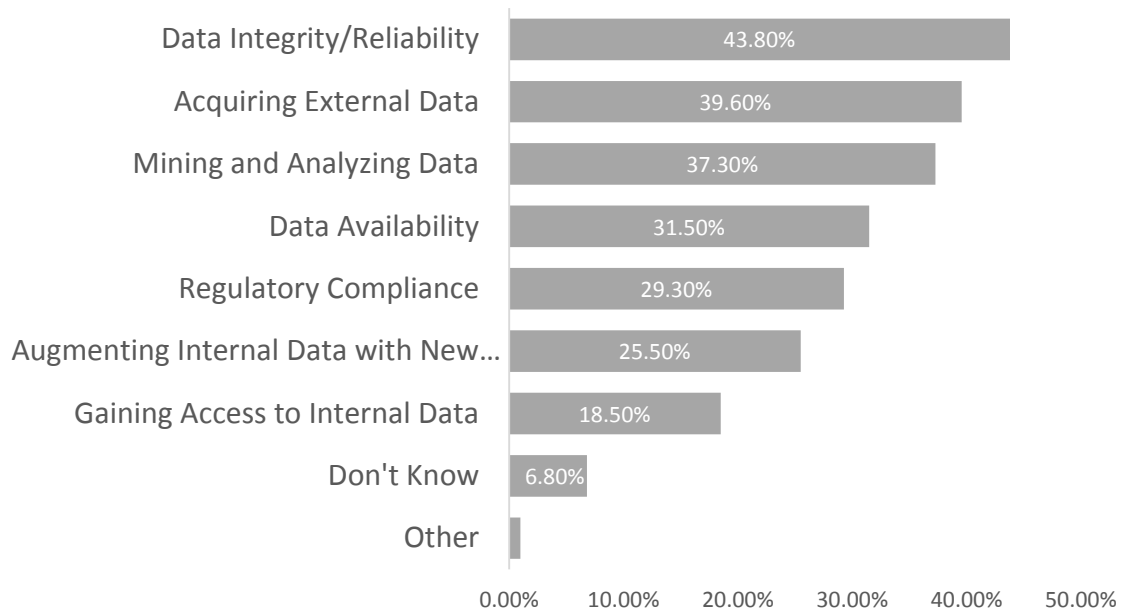 Data Integrity/Reliability 43.80%
Acquiring External Data 39.60%
Mining and Analyzing Data 37.30%
Data Availability 31.50%
Regulatory Compliance 29.30%
Augmenting Internal Data with New... 25.50%
Gaining Access to Internal Data 18.50%
Don't Know 6.80%
Other
0.00% 10.00% 20.00% 30.00% 40.00% 50.00%